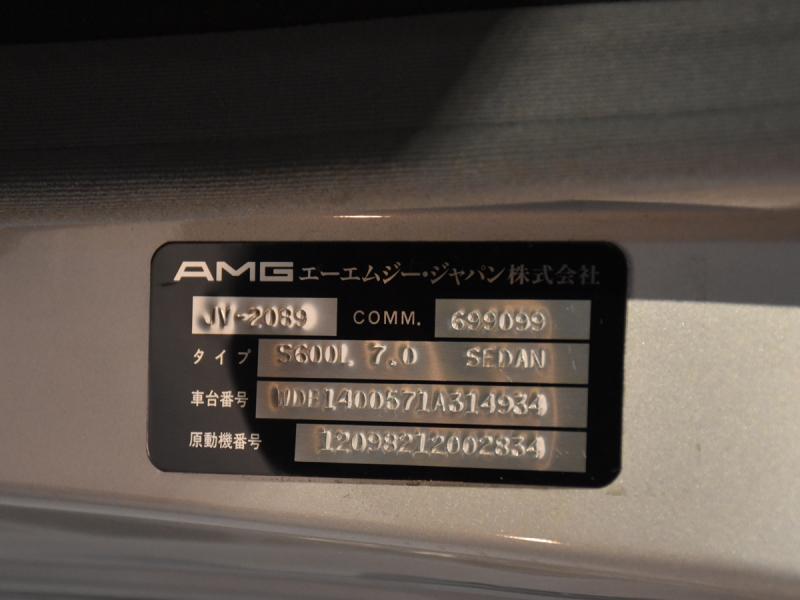 AMG エーエムジー・ジャパン株式会社
JV-2089 COMM. 699099
タイプ S600L 7.0 SEDAN
車台番号 WDB1400571A314934
原動機番号 12098212002834